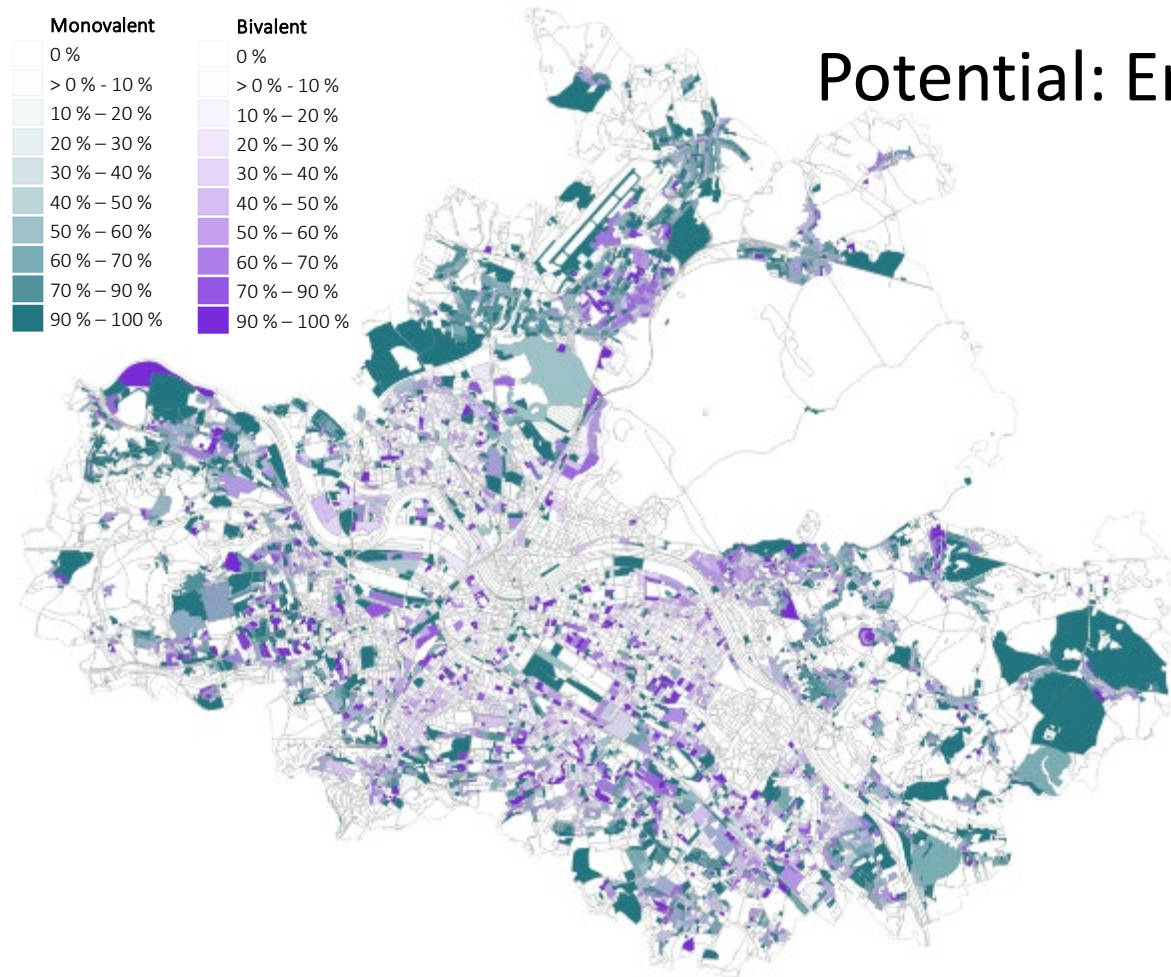 Potential: Er
Monovalent
0 %
> 0 % - 10 %
10 % – 20 %
20 % – 30 %
30 % – 40 %
40 % – 50 %
50 % – 60 %
60 % – 70 %
70 % – 90 %
90 % – 100 %
Bivalent
0 %
> 0 % - 10 %
10 % – 20 %
20 % – 30 %
30 % – 40 %
40 % – 50 %
50 % – 60 %
60 % – 70 %
70 % – 90 %
90 % – 100 %